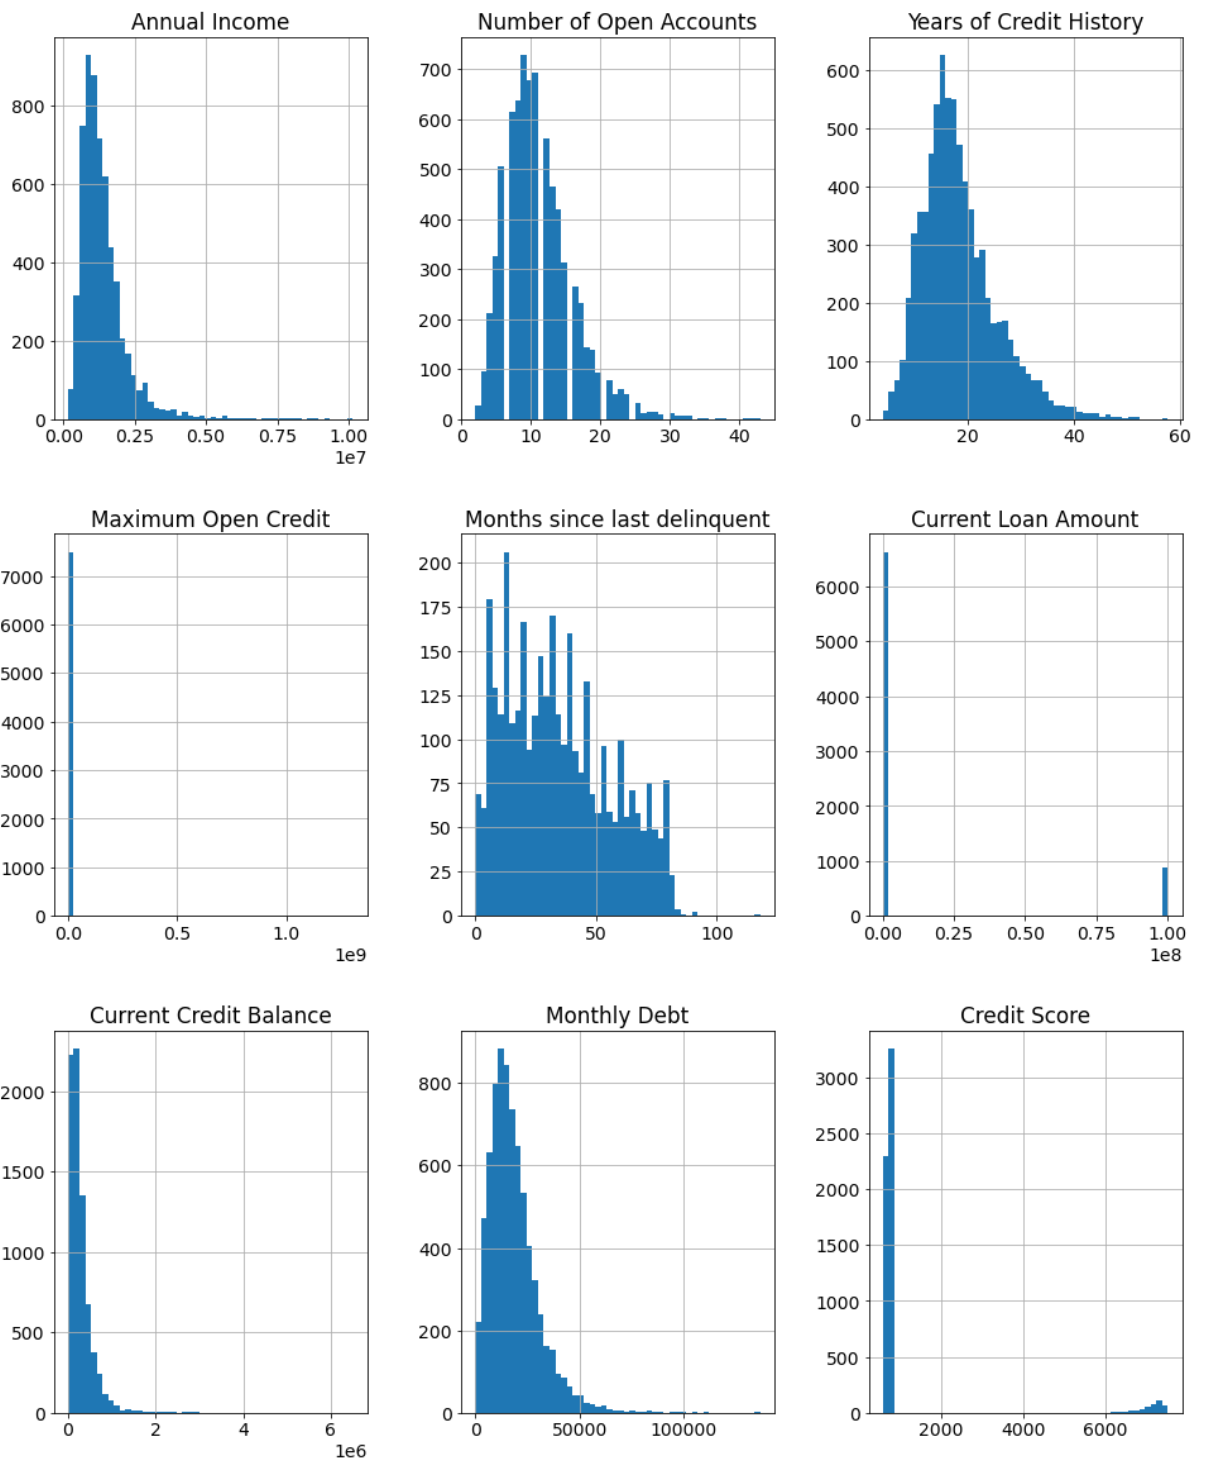 Annual Income
800
600
400
200
0
0.00 0.25 0.50 0.75 1.00
1e7
Number of Open Accounts
700
600
500
400
300
200
100
0
0 10 20 30 40
Years of Credit History
600
500
400
300
200
100
0
20 40 60
Maximum Open Credit
7000
6000
5000
4000
3000
2000
1000
0
0.0 0.5 1.0
1e9
Months since last delinquent
200
175
150
125
100
75
50
25
0
0 50 100
Current Loan Amount
6000
5000
4000
3000
2000
1000
0
0.00 0.25 0.50 0.75 1.00
1e8
Current Credit Balance
2000
1500
1000
500
0
0 2 4 6
1e6
Monthly Debt
800
600
400
200
0
0 50000 100000
Credit Score
3000
2500
2000
1500
1000
500
0
2000 4000 6000